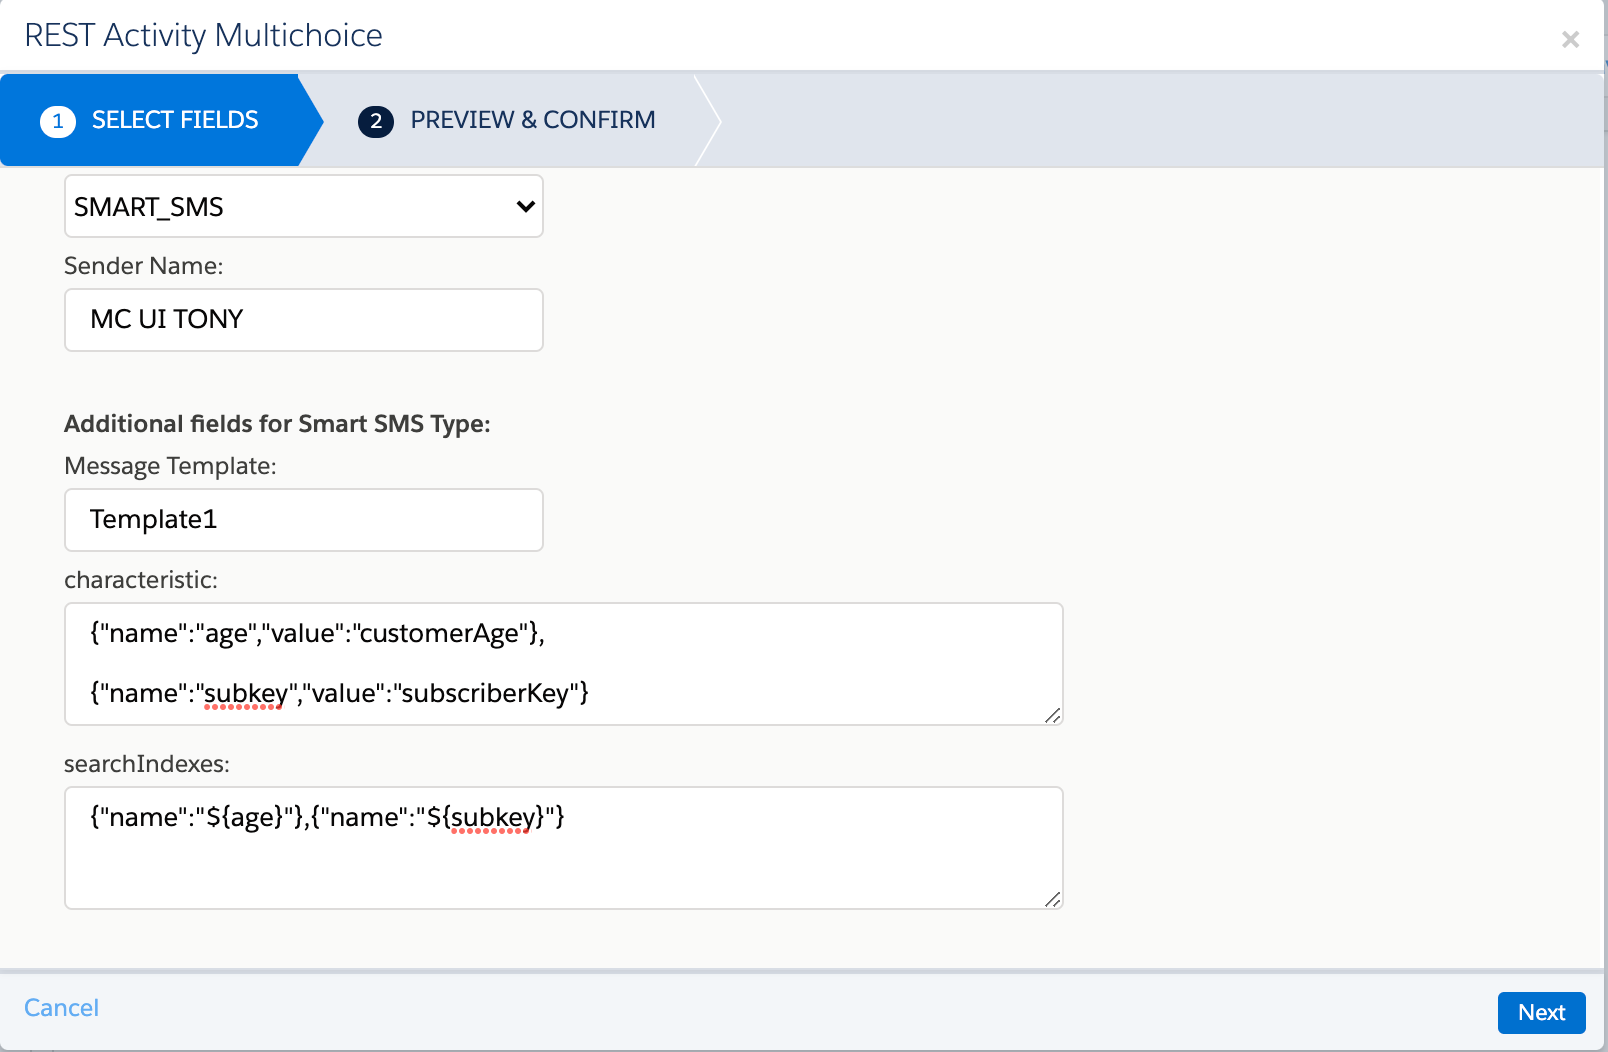 REST Activity Multichoice
×
1 SELECT FIELDS 2 PREVIEW & CONFIRM
SMART_SMS
Sender Name:
MC UI TONY
Additional fields for Smart SMS Type:
Message Template:
Template1
characteristic:
{"name":"age","value":"customerAge"},
{"name":"subkey","value":"subscriberKey"}
searchIndexes:
{"name":"${age}"},{"name":"${subkey}"}
Cancel
Next